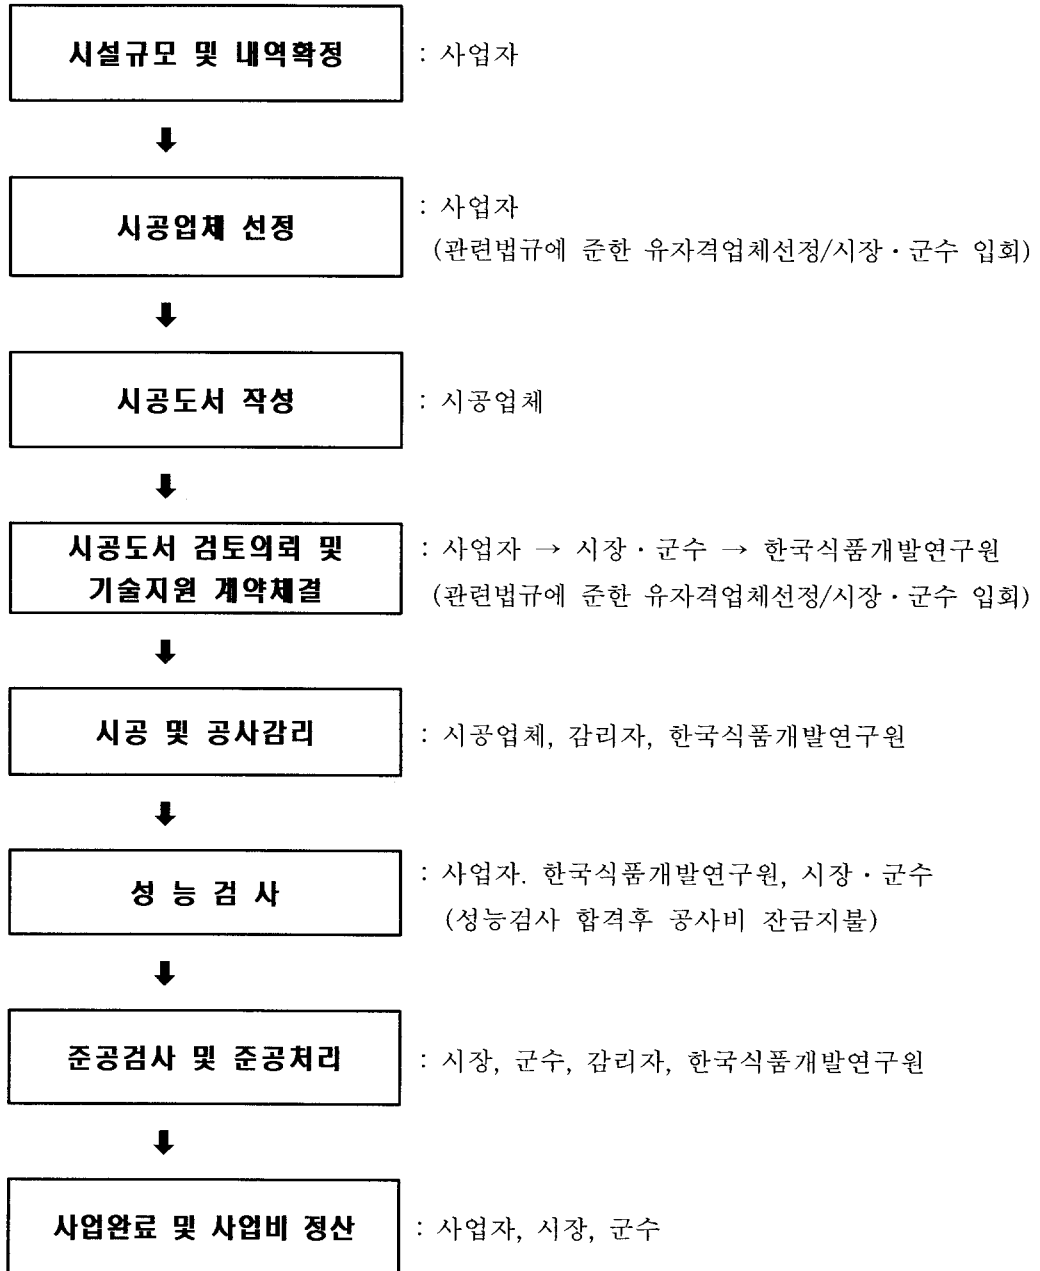 시설규모 및 내역확정 : 사업자
⬇
시공업체 선정 : 사업자
(관련법규에 준한 유자격업체선정/시장・군수 입회)
⬇
시공도서 작성 : 시공업체
⬇
시공도서 검토의뢰 및 기술지원 계약체결 : 사업자 → 시장・군수 → 한국식품개발연구원
(관련법규에 준한 유자격업체선정/시장・군수 입회)
⬇
시공 및 공사감리 : 시공업체, 감리자, 한국식품개발연구원
⬇
성 능 검 사 : 사업자. 한국식품개발연구원, 시장・군수
(성능검사 합격후 공사비 잔금지불)
⬇
준공검사 및 준공처리 : 시장, 군수, 감리자, 한국식품개발연구원
⬇
사업완료 및 사업비 정산 : 사업자, 시장, 군수